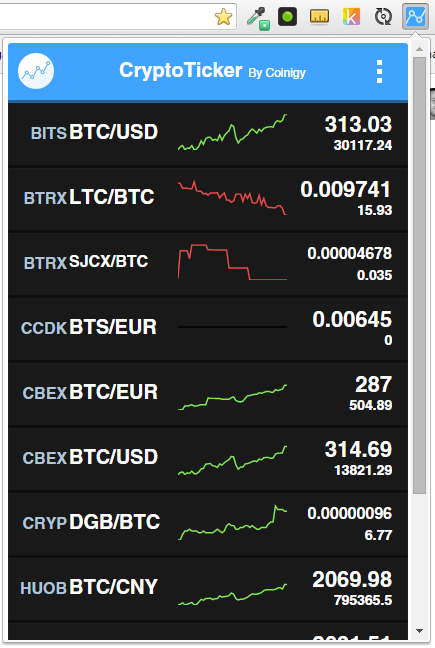 CryptoTicker By Coinigy
BITS BTC/USD 313.03
30117.24
BTRX LTC/BTC 0.009741
15.93
BTRX SJCX/BTC 0.00004678
0.035
CCDK BTS/EUR 0.00645
0
CBEX BTC/EUR 287
504.89
CBEX BTC/USD 314.69
13821.29
CRYP DGB/BTC 0.00000096
6.77
HUOB BTC/CNY 2069.98
795365.5